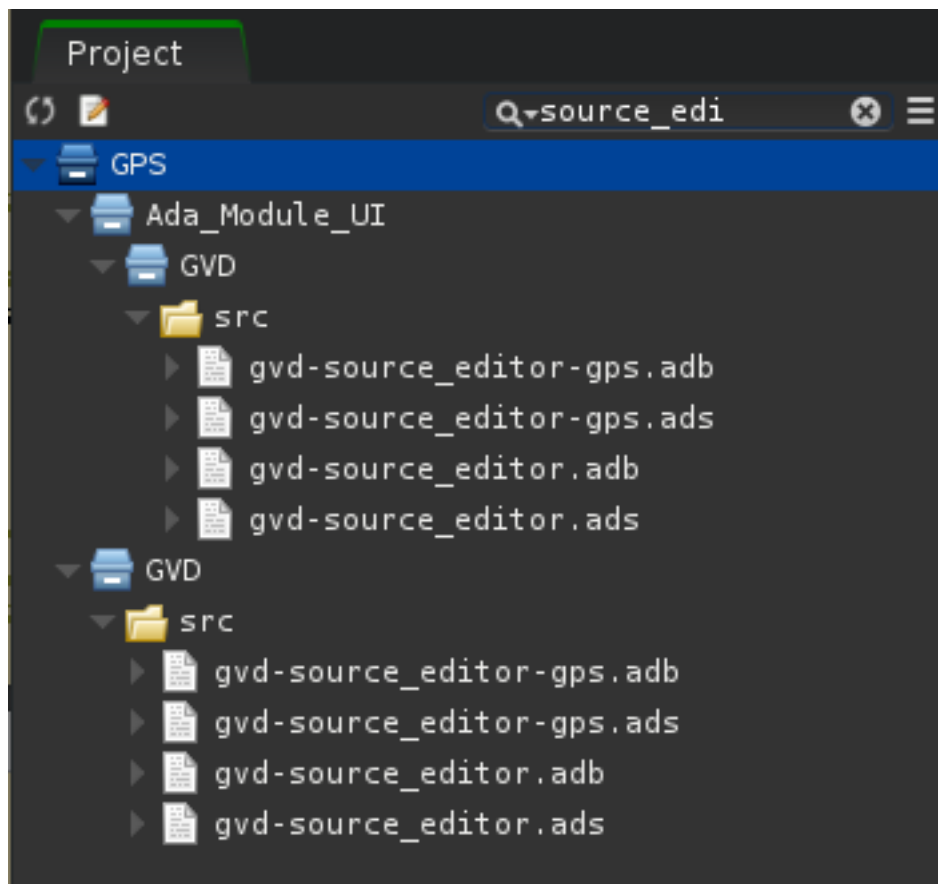 Project
source_edi
GPS
Ada_Module_UI
GVD
src
gvd-source_editor-gps.adb
gvd-source_editor-gps.ads
gvd-source_editor.adb
gvd-source_editor.ads
GVD
src
gvd-source_editor-gps.adb
gvd-source_editor-gps.ads
gvd-source_editor.adb
gvd-source_editor.ads